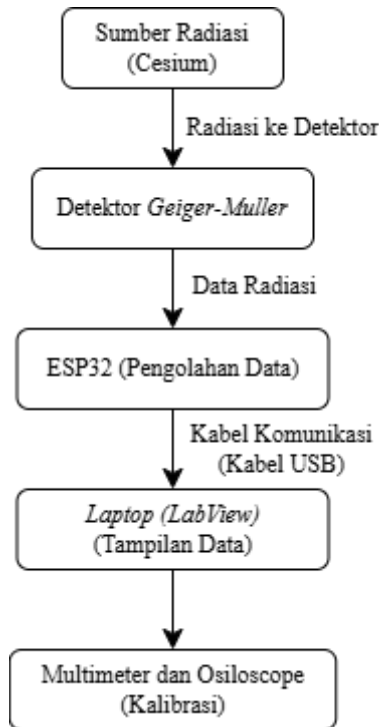 Sumber Radiasi
(Cesium)
Radiasi ke Detektor
Detektor Geiger-Muller
Data Radiasi
ESP32 (Pengolahan Data)
Kabel Komunikasi
(Kabel USB)
Laptop (LabView)
(Tampilan Data)
Multimeter dan Osiloscope
(Kalibrasi)